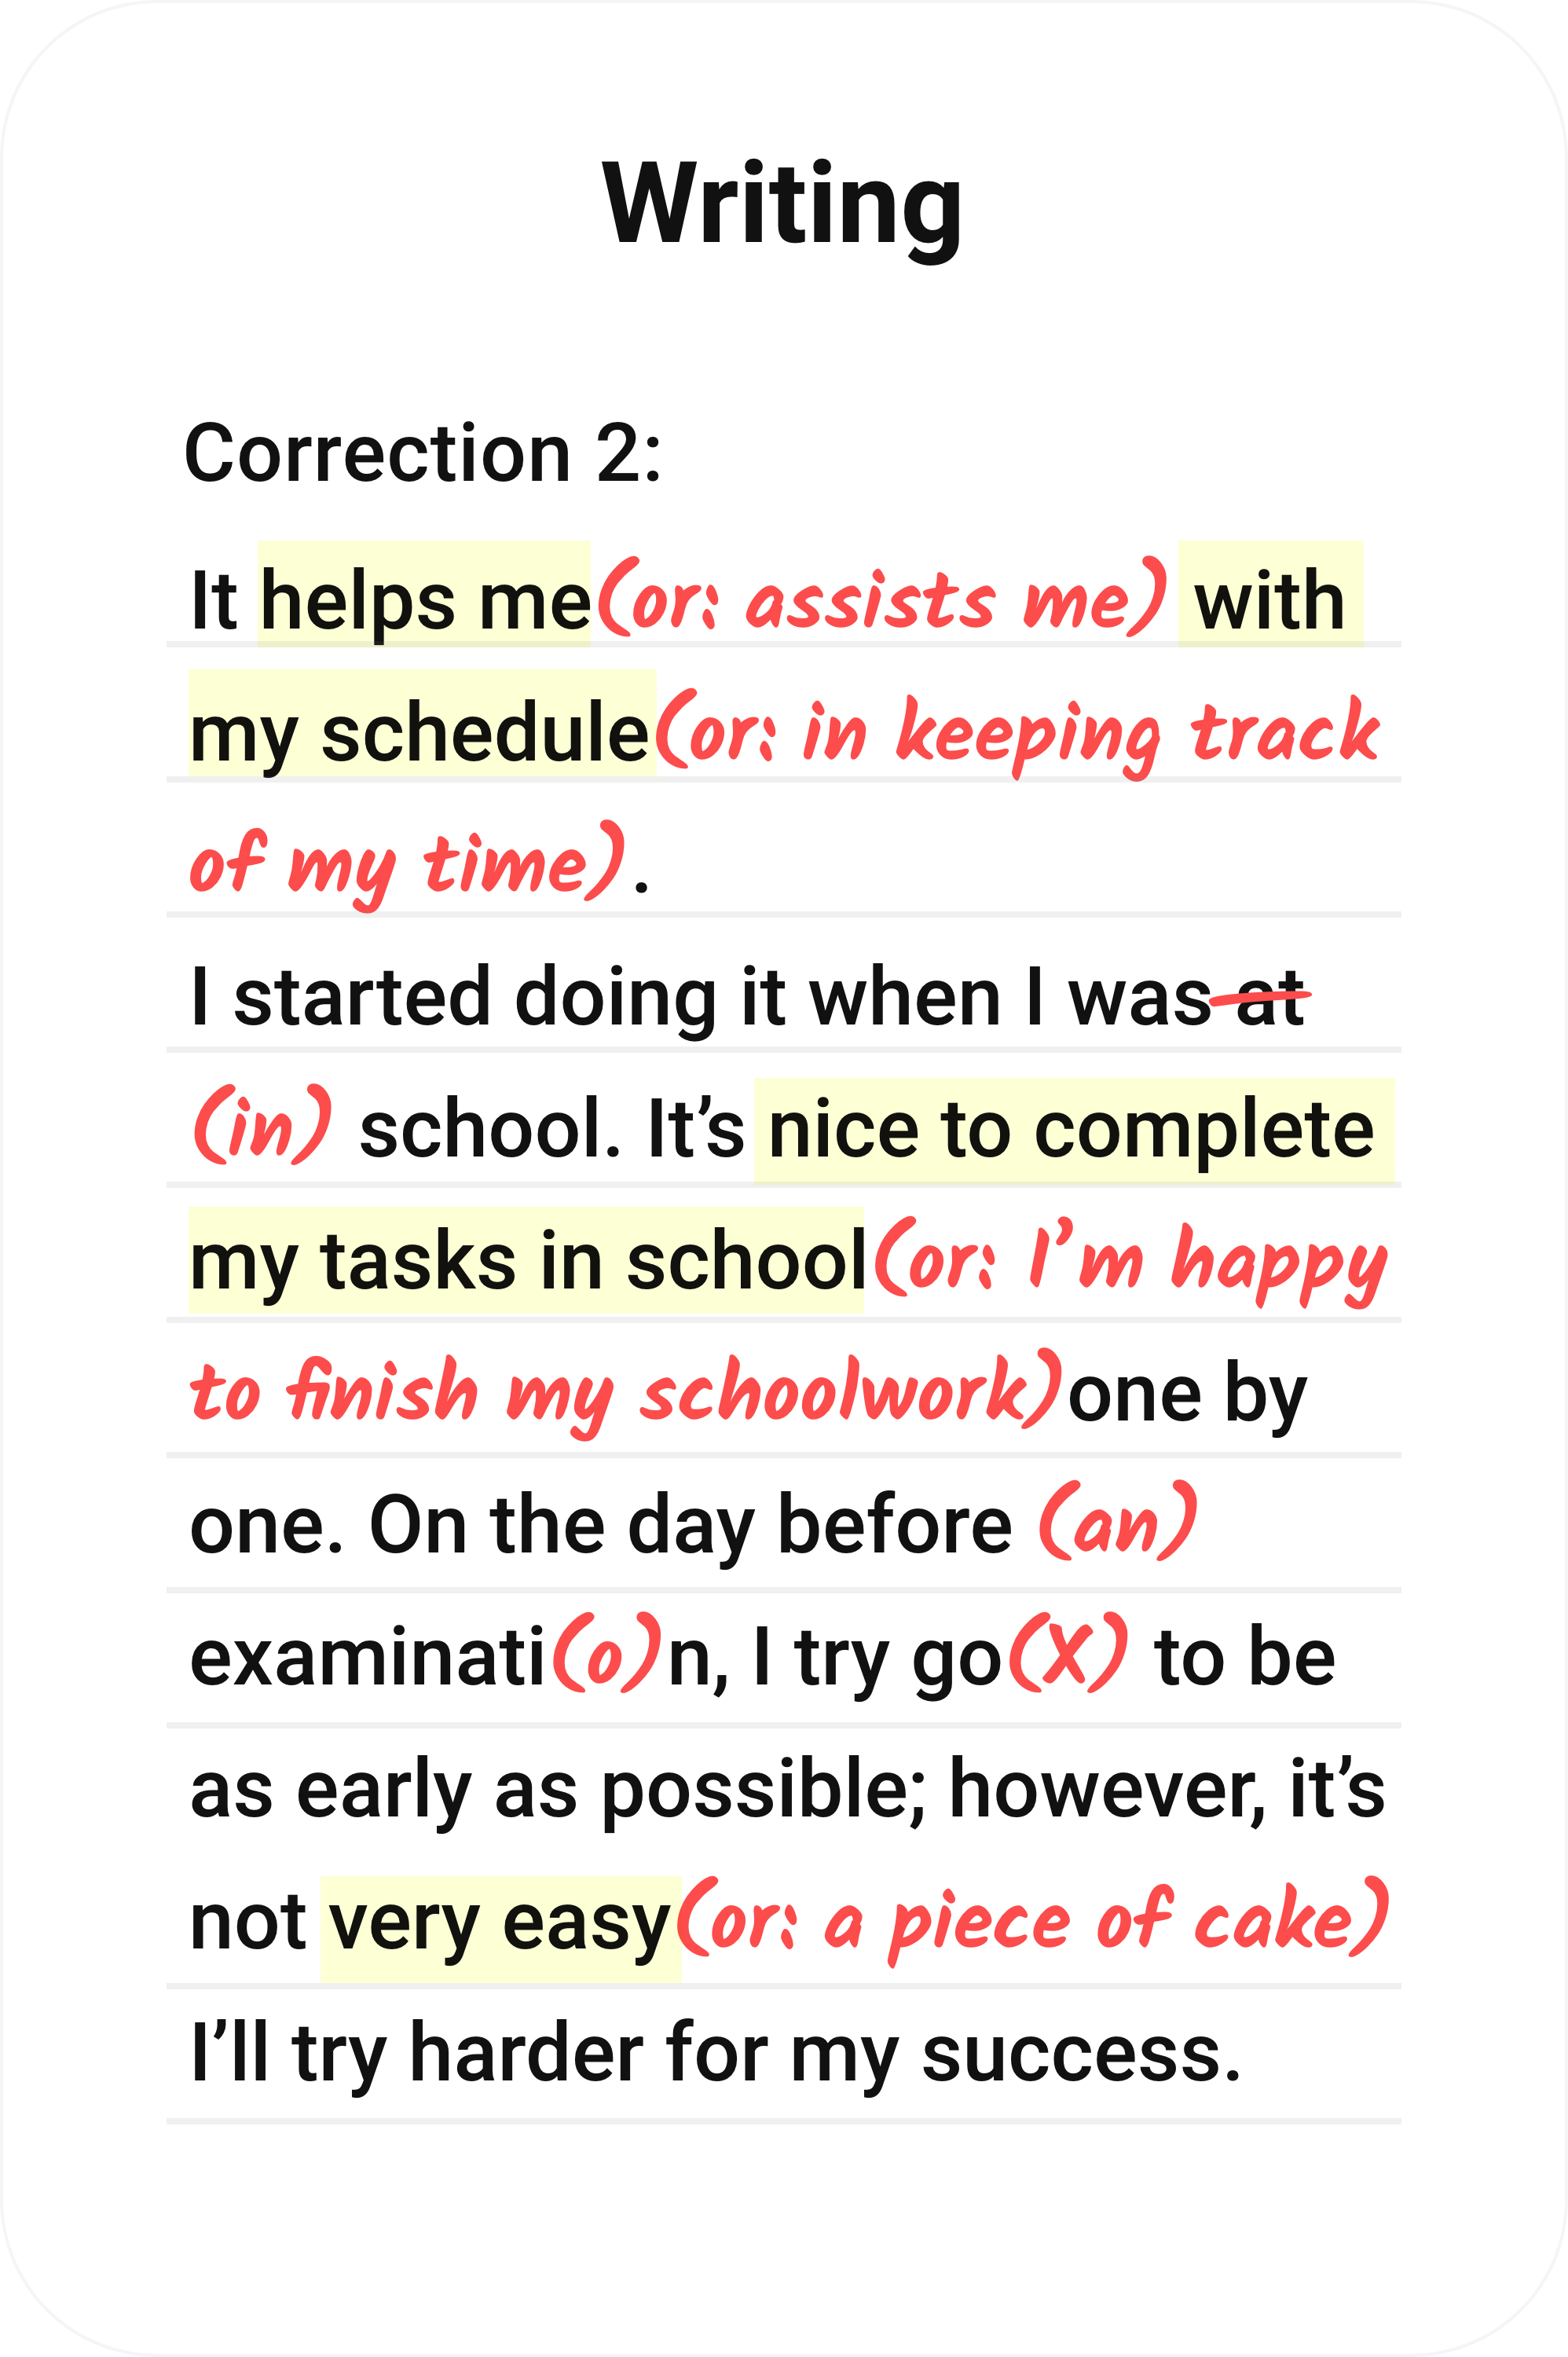 Writing
Correction 2:
It helps me(or: assists me) with
my schedule(or: in keeping track
of my time).
I started doing it when I was at
(in) school. It’s nice to complete
my tasks in school(or: I’m happy
to finish my schoolwork)one by
one. On the day before (an)
examinati(o)n, I try go(X) to be
as early as possible; however, it’s
not very easy(or: a piece of cake)
I’ll try harder for my success.